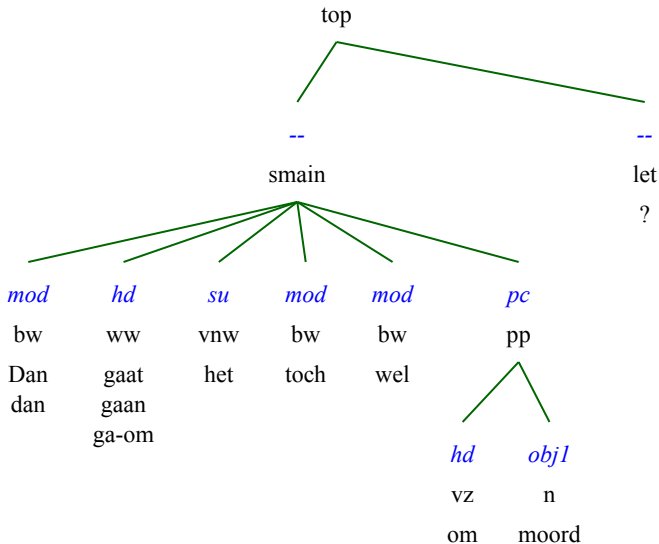 top
-- --
smain let
?
mod hd su mod mod pc
bw ww vnw bw bw pp
Dan gaat het toch wel
dan gaan
ga-om
hd obj1
vz n
om moord